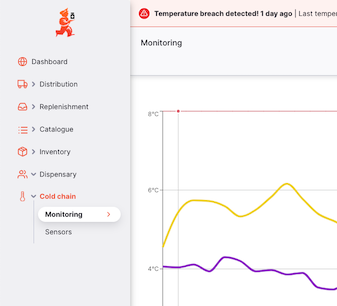 Temperature breach detected! 1 day ago | Last temper
Monitoring
Dashboard
Distribution
Replenishment
Catalogue
Inventory
Dispensary
Cold chain
Monitoring
Sensors
8°C
6°C
4°C